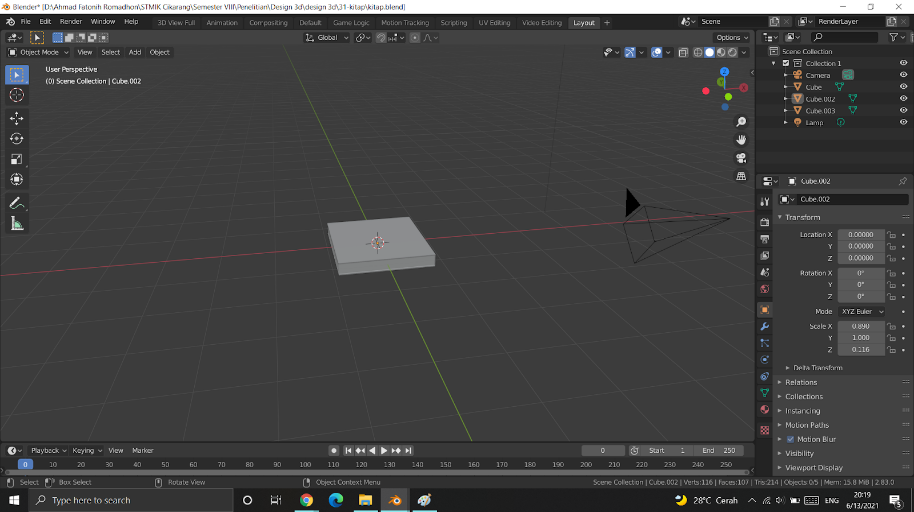 Blender* [D:\Ahmad Fatonih Romadhon\STMIK Cikarang\Semester VIII\Penelitian\Design 3d\design 3d\31-kitap\kitap.blend]
File Edit Render Window Help 3D View Full Animation Compositing Default Game Logic Motion Tracking Scripting UV Editing Video Editing Layout Scene RenderLayer
Global Options
Object Mode View Select Add Object
User Perspective
(0) Scene Collection | Cube.002
Z
Scene Collection
Collection 1
Camera
Cube
Cube.002
Cube.003
Lamp
Cube.002
Cube.002
Transform
Location X 0.00000
Y 0.00000
Z 0.00000
Rotation X 0°
Y 0°
Z 0°
Mode XYZ Euler
Scale X 0.890
Y 1.000
Z 0.116
Delta Transform
Relations
Collections
Instancing
Motion Paths
Motion Blur
Visibility
Viewport Display
Playback Keying View Marker 0 Start 1 End 250
0 10 20 30 40 50 60 70 80 90 100 110 120 130 140 150 160 170 180 190 200 210 220 230 240 250
Select Box Select Rotate View Object Context Menu Scene Collection | Cube.002 | Verts:116 | Faces:107 | Tris:214 | Objects:0/5 | Mem: 15.8 MiB | 2.83.0
Type here to search 28°C Cerah ENG 20:19 6/13/2021 5